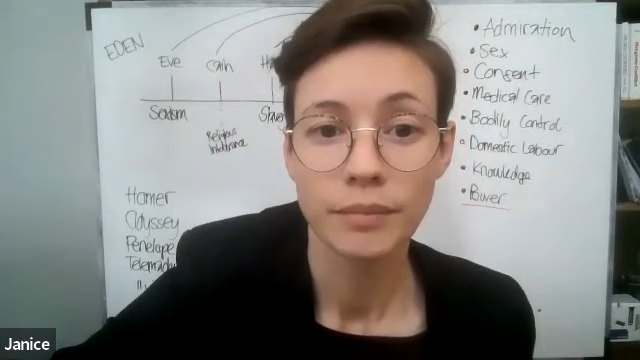 EDEN
Eve
Cain
Sexism
Religious
Intolerance
Homer
Odyssey
Penelope
• Admiration
• Sex
• Consent
• Medical Care
• Bodily Control
• Domestic Labour
• Knowledge
• Power
Janice